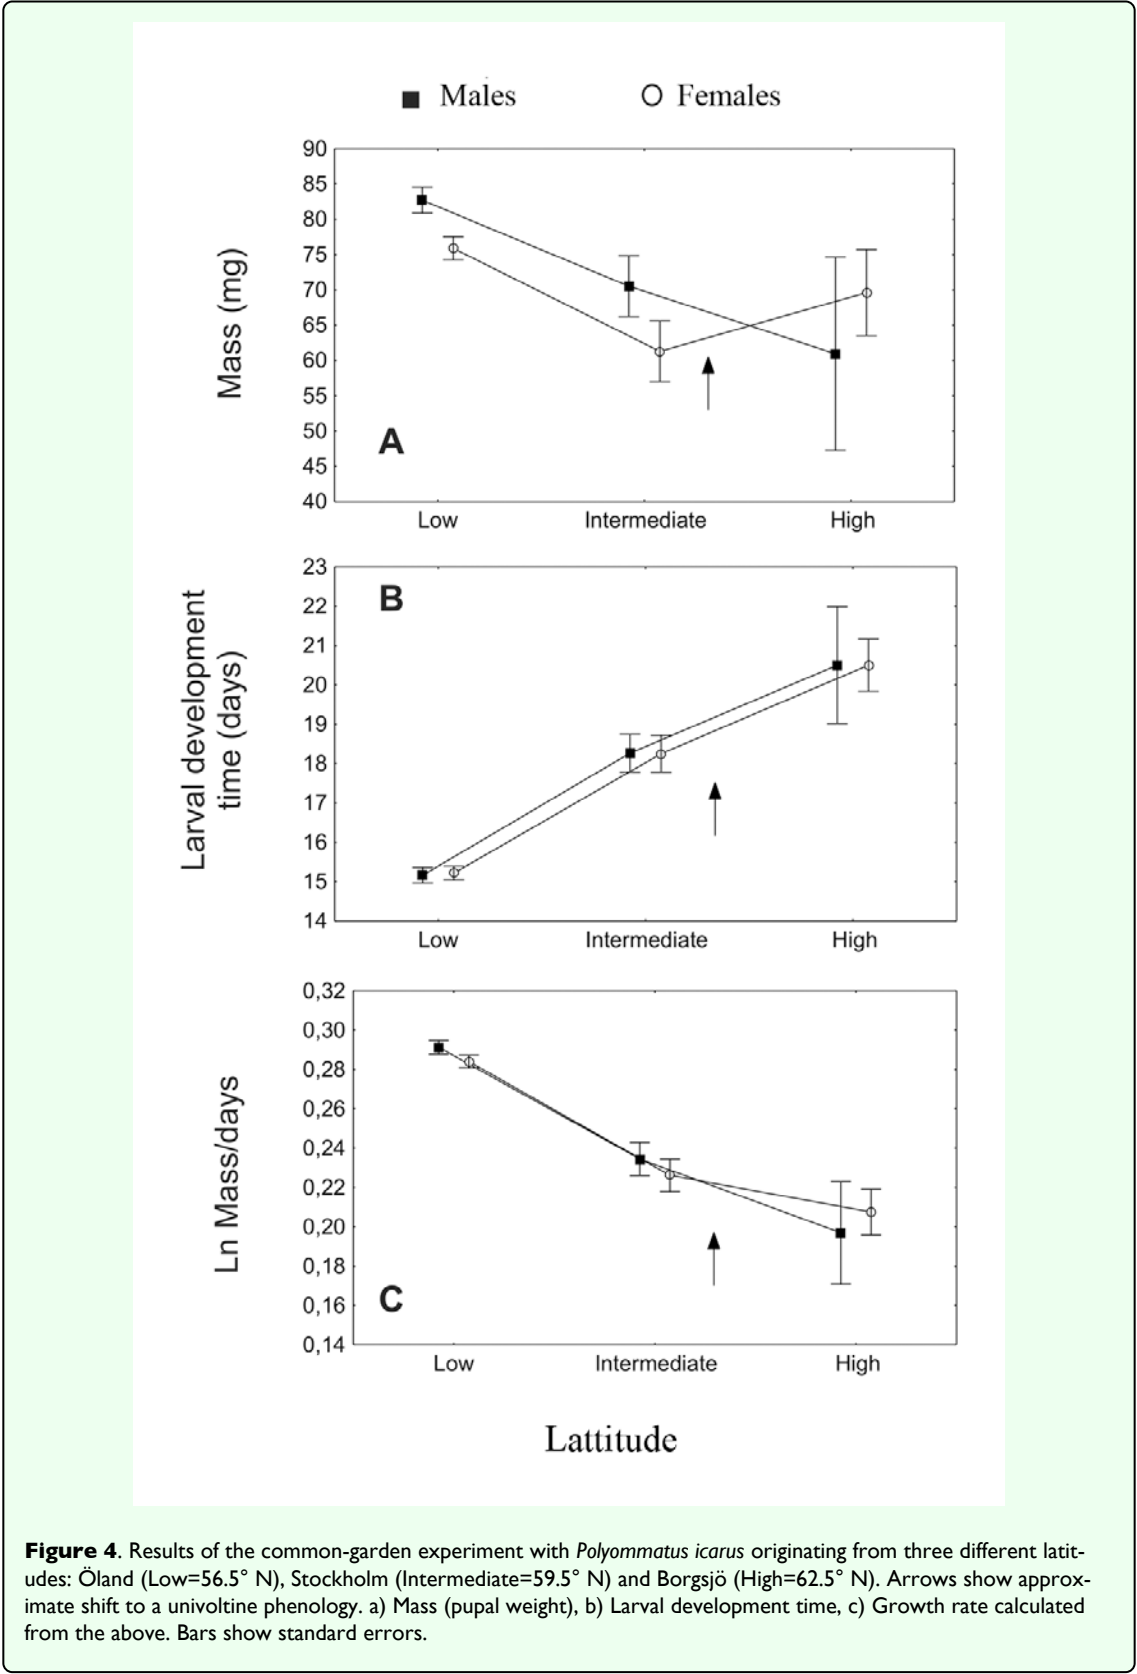 ■ Males ○ Females
90
85
80
75
70
65
60
55
50
45
40
Mass (mg)
A
Low Intermediate High
23
22
21
20
19
18
17
16
15
14
Larval development
time (days)
B
Low Intermediate High
0,32
0,30
0,28
0,26
0,24
0,22
0,20
0,18
0,16
0,14
Ln Mass/days
C
Low Intermediate High
Lattitude
Figure 4. Results of the common-garden experiment with Polyommatus icarus originating from three different latit-
udes: Öland (Low=56.5° N), Stockholm (Intermediate=59.5° N) and Borgsjö (High=62.5° N). Arrows show approx-
imate shift to a univoltine phenology. a) Mass (pupal weight), b) Larval development time, c) Growth rate calculated
from the above. Bars show standard errors.